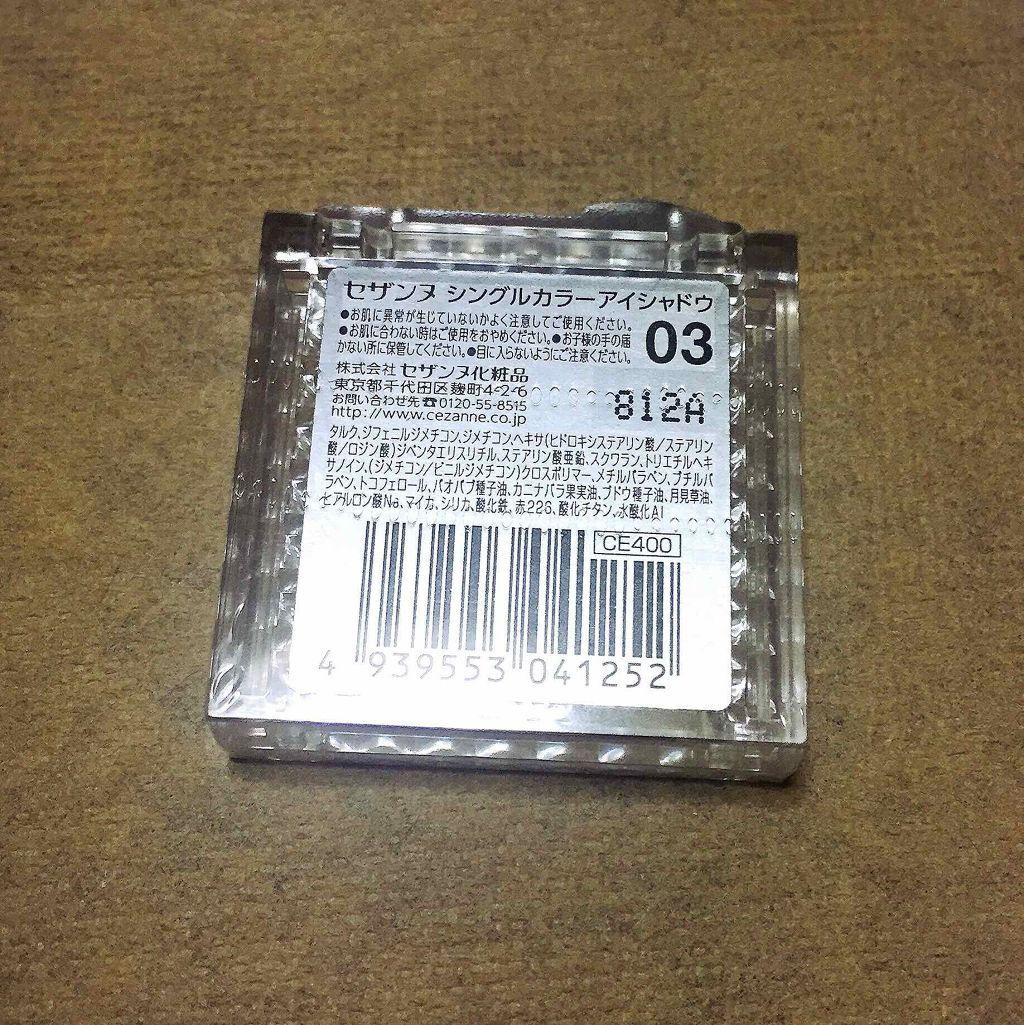 セザンヌ シングルカラーアイシャドウ
●お肌に異常が生じていないかよく注意してご使用ください。
●お肌に合わない時はご使用をおやめください。●お子様の手の届
かない所に保管してください。●目に入らないようにご注意ください。
03
株式会社 セザンヌ化粧品
東京都千代田区麹町4-2-6
お問い合わせ先☎0120-55-8515
http://www.cezanne.co.jp
812A
タルク、ジフェニルジメチコン、ジメチコン、ヘキサ(ヒドロキシステアリン酸/ステアリン
酸/ロジン酸)ジペンタエリスリチル、ステアリン酸亜鉛、スクワラン、トリエチルヘキ
サノイン、(ジメチコン/ビニルジメチコン)クロスポリマー、メチルパラベン、ブチルパ
ラベン、トコフェロール、バオバブ種子油、カニナバラ果実油、ブドウ種子油、月見草油、
ヒアルロン酸Na、マイカ、シリカ、酸化鉄、赤226、酸化チタン、水酸化Al
CE400
4 939553 041252